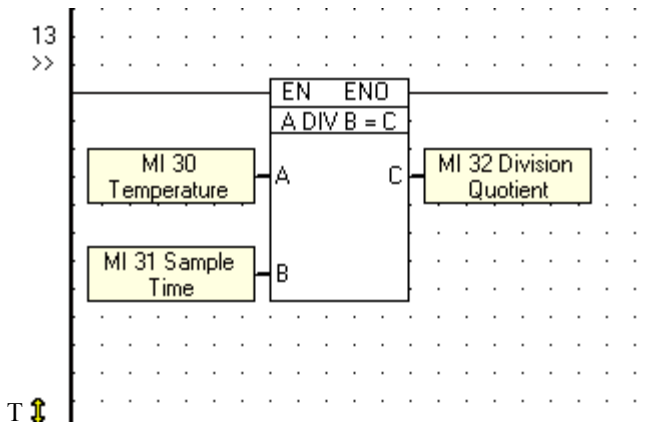 13
>>
EN ENO
A DIV B = C
MI 30
Temperature
A
C
MI 32 Division
Quotient
MI 31 Sample
Time
B
T